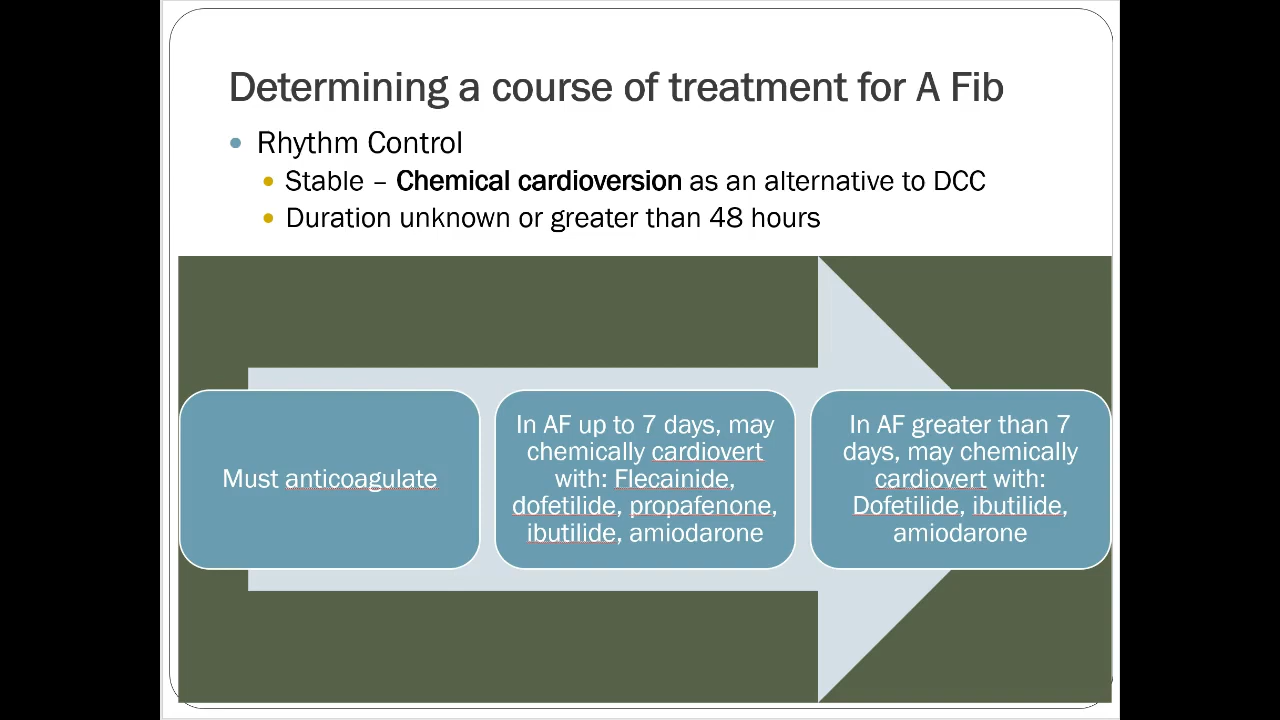 Determining a course of treatment for A Fib
Rhythm Control
Stable – Chemical cardioversion as an alternative to DCC
Duration unknown or greater than 48 hours
Must anticoagulate
In AF up to 7 days, may
chemically cardiovert
with: Flecainide,
dofetilide, propafenone,
ibutilide, amiodarone
In AF greater than 7
days, may chemically
cardiovert with:
Dofetilide, ibutilide,
amiodarone